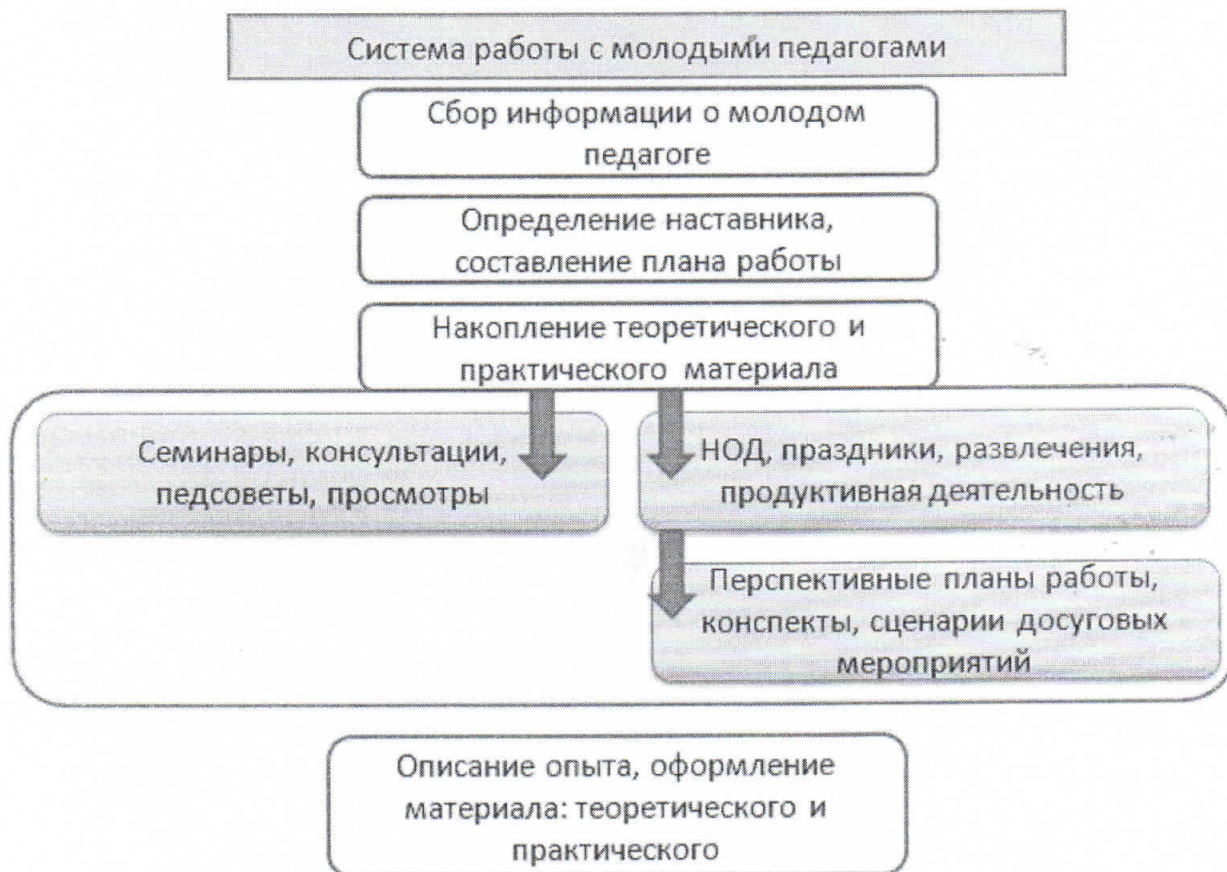 Система работы с молодыми педагогами
Сбор информации о молодом
педагоге
Определение наставника,
составление плана работы
Накопление теоретического и
практического материала
Семинары, консультации,
педсоветы, просмотры
НОД, праздники, развлечения,
продуктивная деятельность
Перспективные планы работы,
конспекты, сценарии досуговых
мероприятий
Описание опыта, оформление
материала: теоретического и
практического